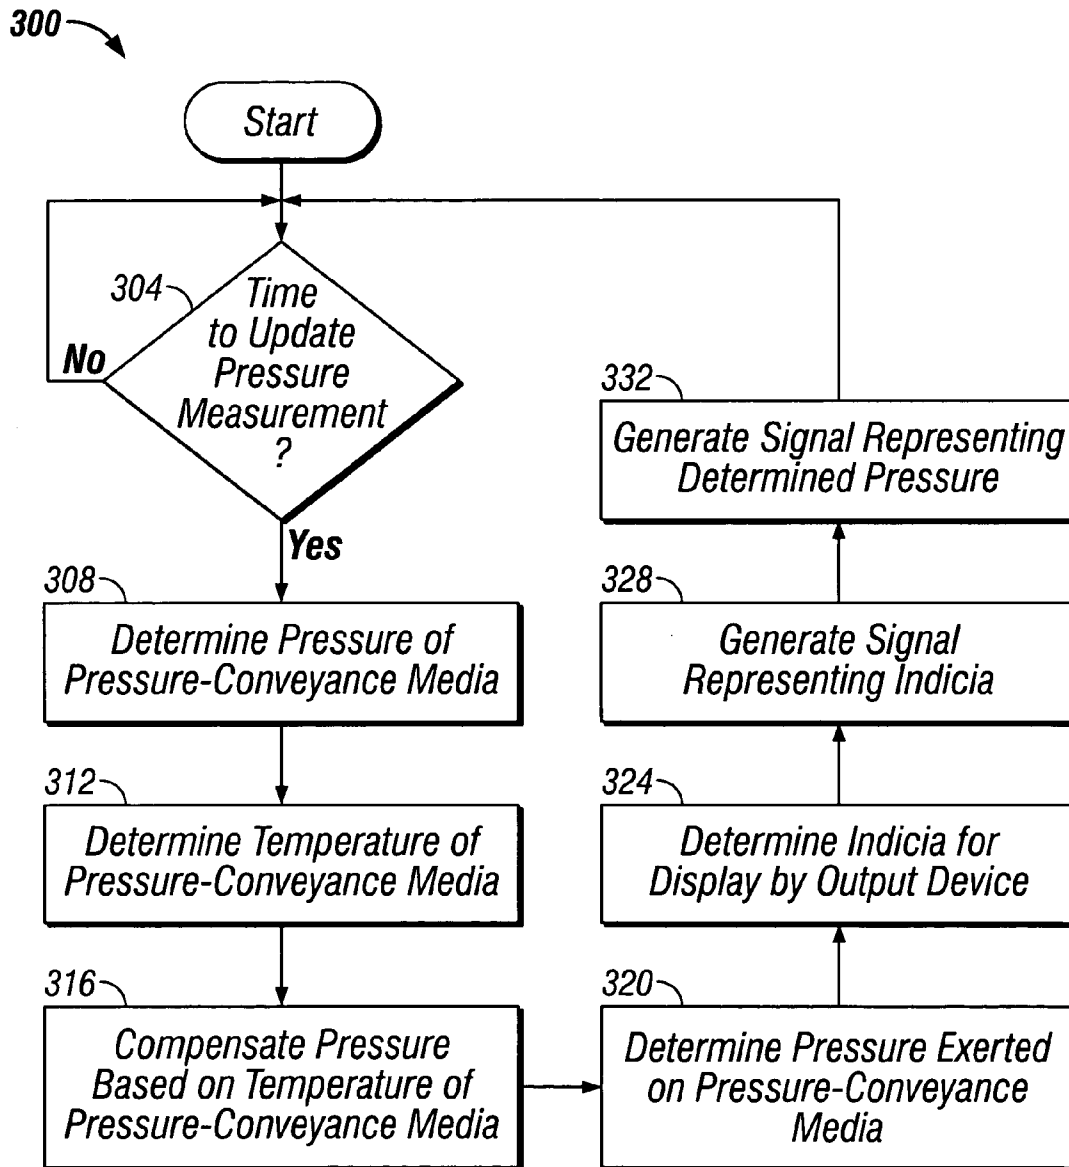 300
Start
304
Time
to Update
Pressure
Measurement
?
No
Yes
308
Determine Pressure of
Pressure-Conveyance Media
312
Determine Temperature of
Pressure-Conveyance Media
316
Compensate Pressure
Based on Temperature of
Pressure-Conveyance Media
320
Determine Pressure Exerted
on Pressure-Conveyance
Media
324
Determine Indicia for
Display by Output Device
328
Generate Signal
Representing Indicia
332
Generate Signal Representing
Determined Pressure